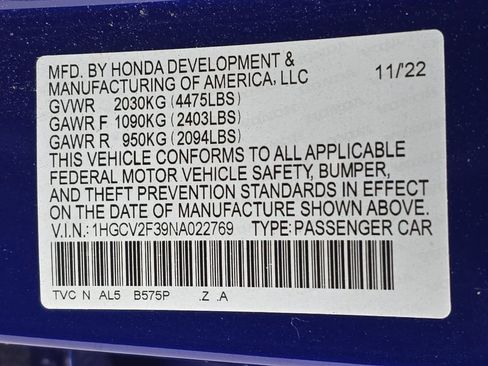 MFD. BY HONDA DEVELOPMENT &
MANUFACTURING OF AMERICA, LLC 11/'22
GVWR 2030KG (4475LBS)
GAWR F 1090KG (2403LBS)
GAWR R 950KG (2094LBS)
THIS VEHICLE CONFORMS TO ALL APPLICABLE
FEDERAL MOTOR VEHICLE SAFETY, BUMPER,
AND THEFT PREVENTION STANDARDS IN EFFECT
ON THE DATE OF MANUFACTURE SHOWN ABOVE.
V.I.N.: 1HGCV2F39NA022769 TYPE: PASSENGER CAR
TVC N AL5 B575P .Z .A